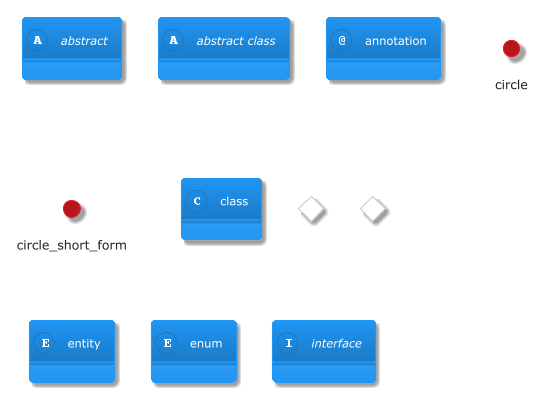 A abstract
A abstract class
@ annotation
circle
circle_short_form
C class
E entity
E enum
I interface